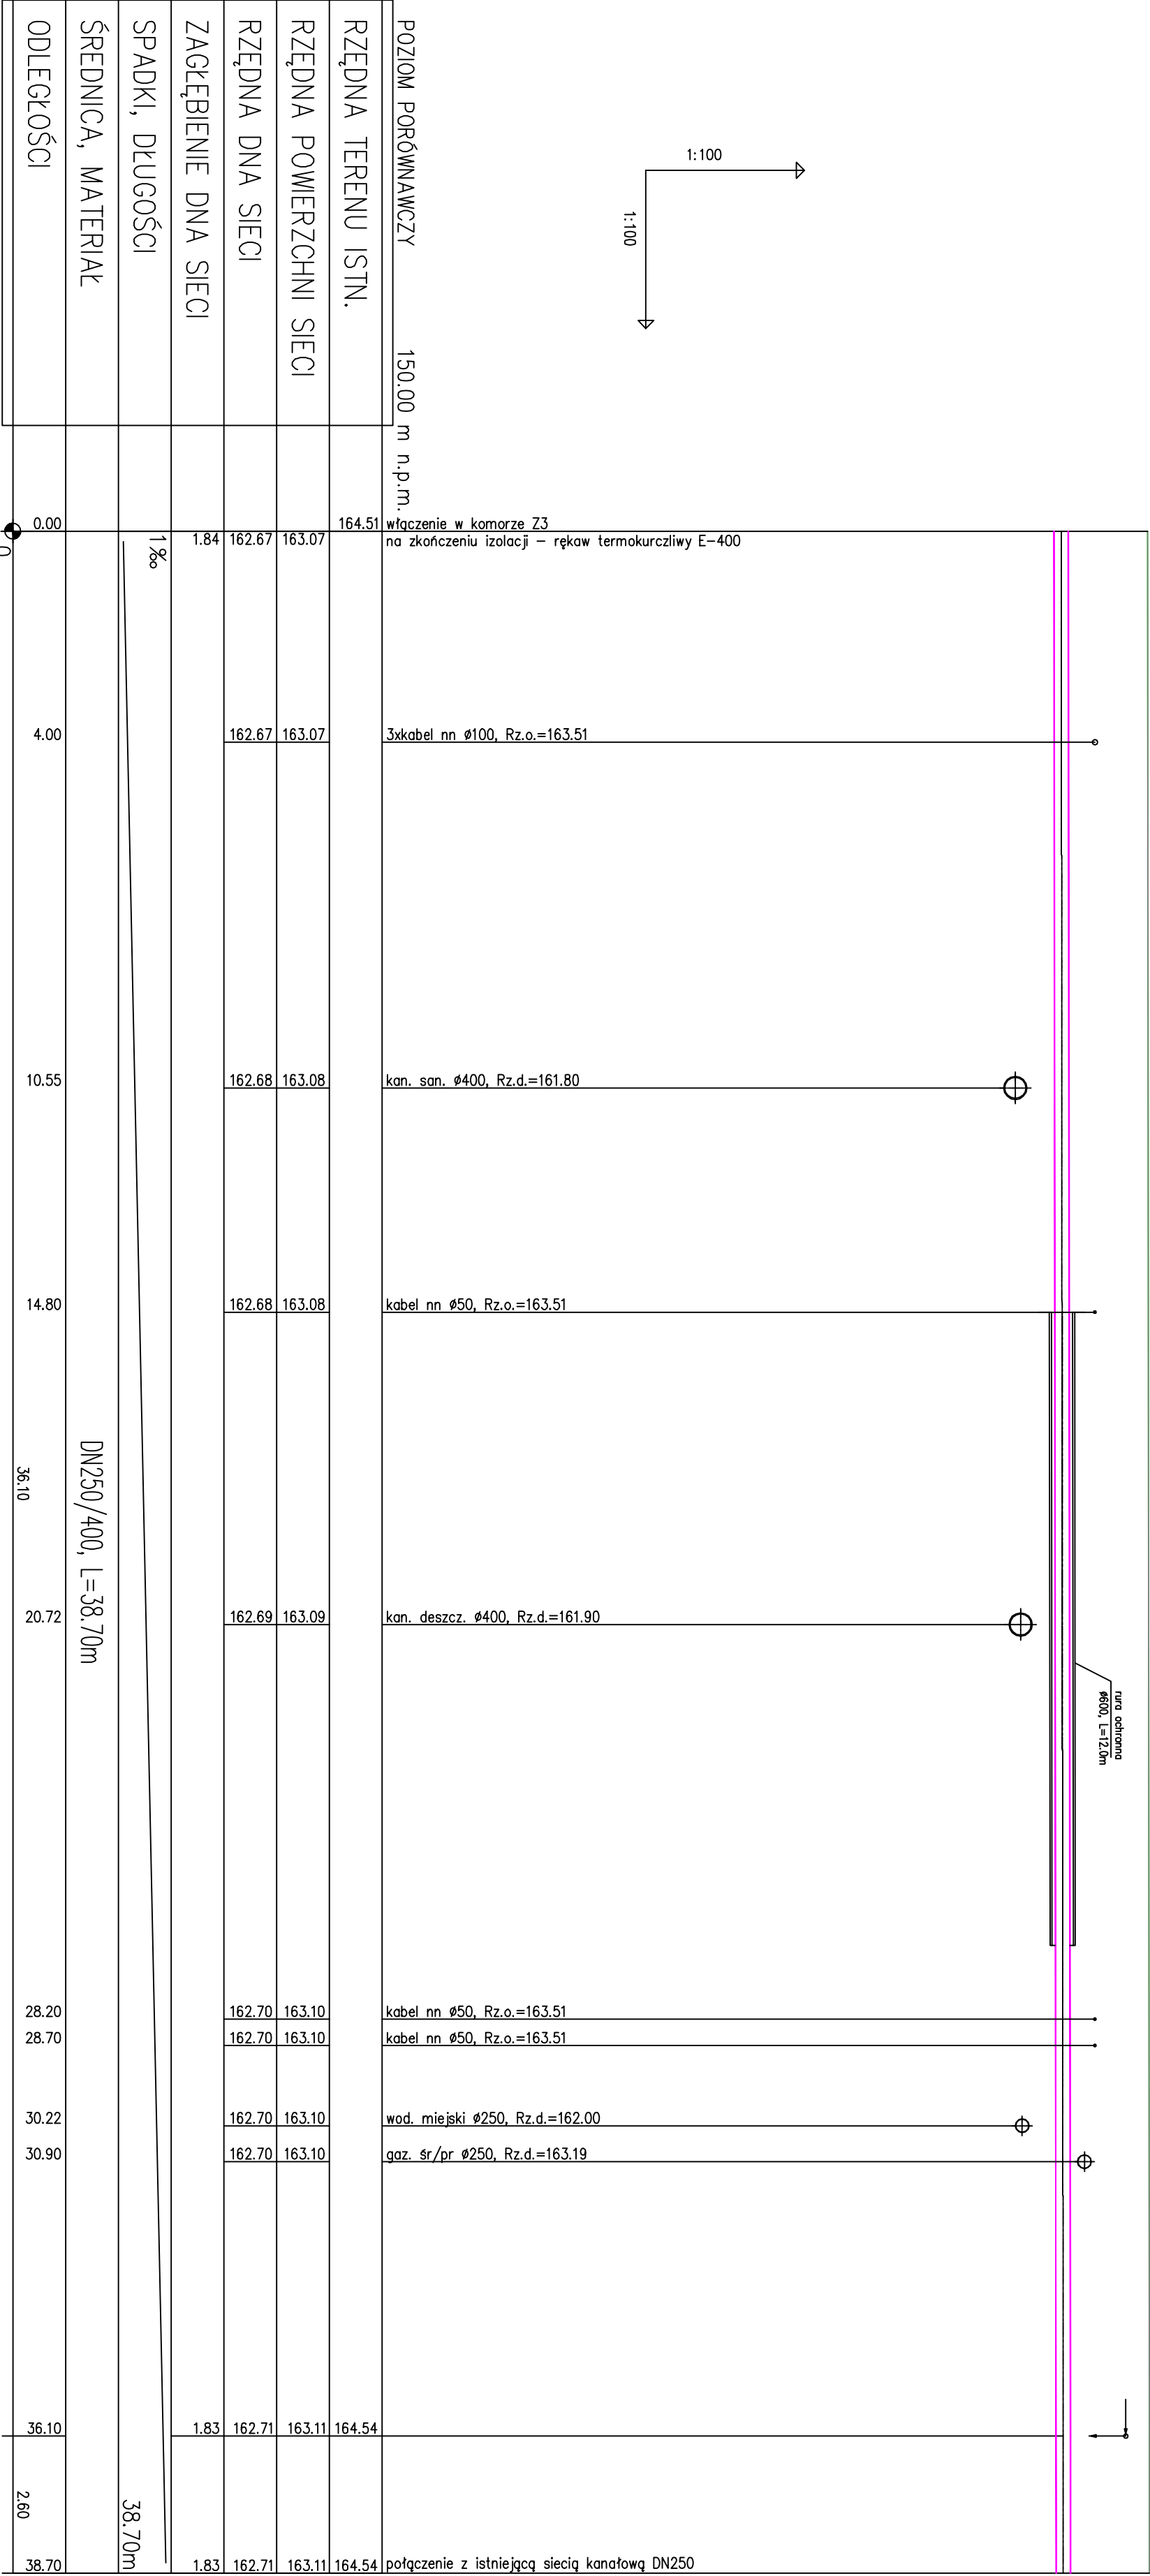 1:100
1:100
POZIOM PORÓWNAWCZY 150.00 m n.p.m.
RZĘDNA TERENU ISTN.
RZĘDNA POWIERZCHNI SIECI
RZĘDNA DNA SIECI
ZAGŁĘBIENIE DNA SIECI
SPADKI, DŁUGOŚCI
ŚREDNICA, MATERIAŁ
ODLEGŁOŚCI
0.00 164.51 włączenie w komorze Z3
1‰ 1.84 162.67 163.07 na zkończeniu izolacji – rękaw termokurczliwy E-400
4.00 162.67 163.07 3xkabel nn ø100, Rz.o.=163.51
10.55 162.68 163.08 kan. san. ø400, Rz.d.=161.80
14.80 162.68 163.08 kabel nn ø50, Rz.o.=163.51
36.10
DN250/400, L=38.70m
20.72 162.69 163.09 kan. deszcz. ø400, Rz.d.=161.90
rura ochronna
ø600, L=12.0m
28.20 162.70 163.10 kabel nn ø50, Rz.o.=163.51
28.70 162.70 163.10 kabel nn ø50, Rz.o.=163.51
30.22 162.70 163.10 wod. miejski ø250, Rz.d.=162.00
30.90 162.70 163.10 gaz. śr/pr ø250, Rz.d.=163.19
36.10 1.83 162.71 163.11 164.54
2.60
38.70m
38.70 1.83 162.71 163.11 164.54 połączenie z istniejącą siecią kanałową DN250